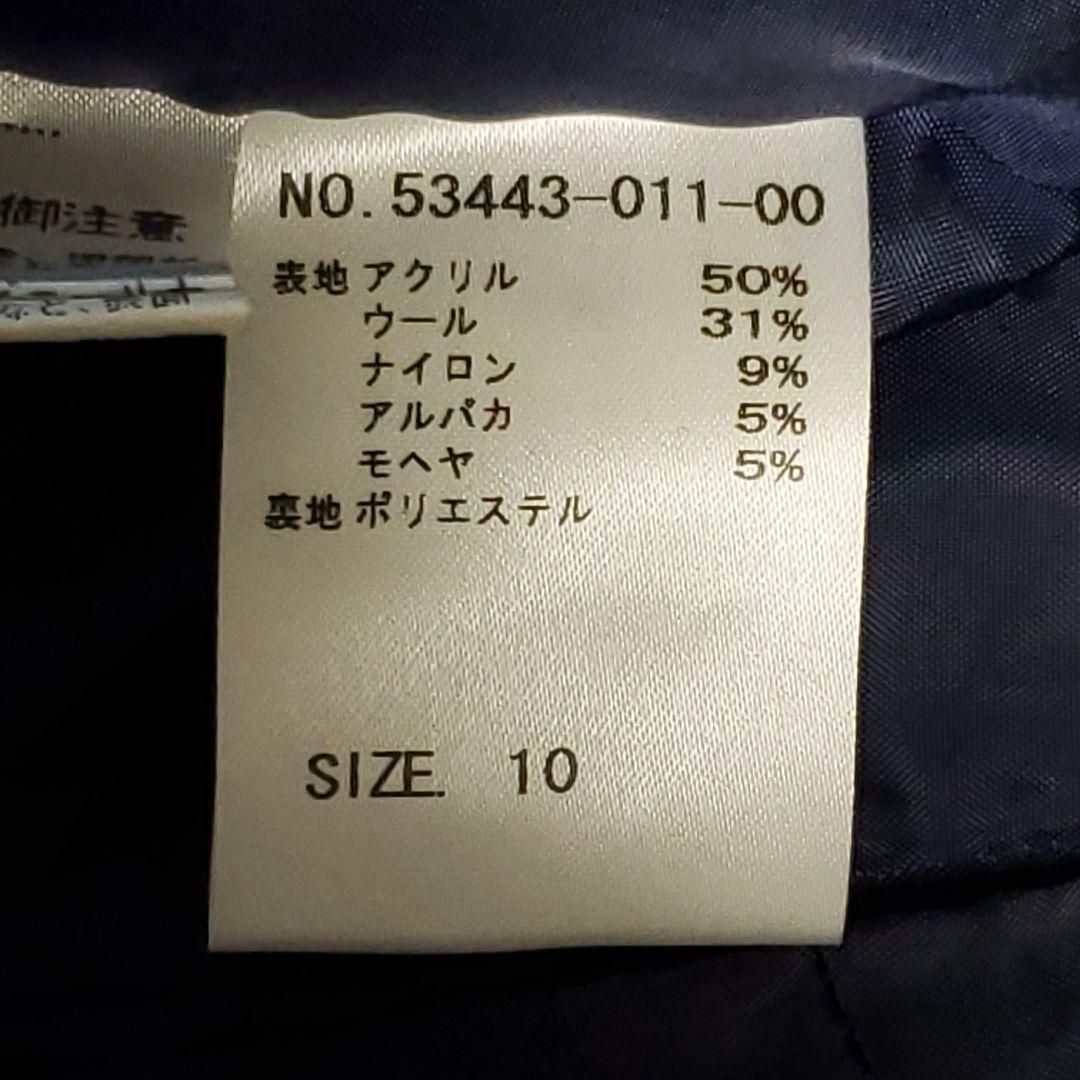 NO. 53443-011-00
表地 アクリル 50%
ウール 31%
ナイロン 9%
アルパカ 5%
モヘヤ 5%
裏地 ポリエステル
SIZE. 10
御注意